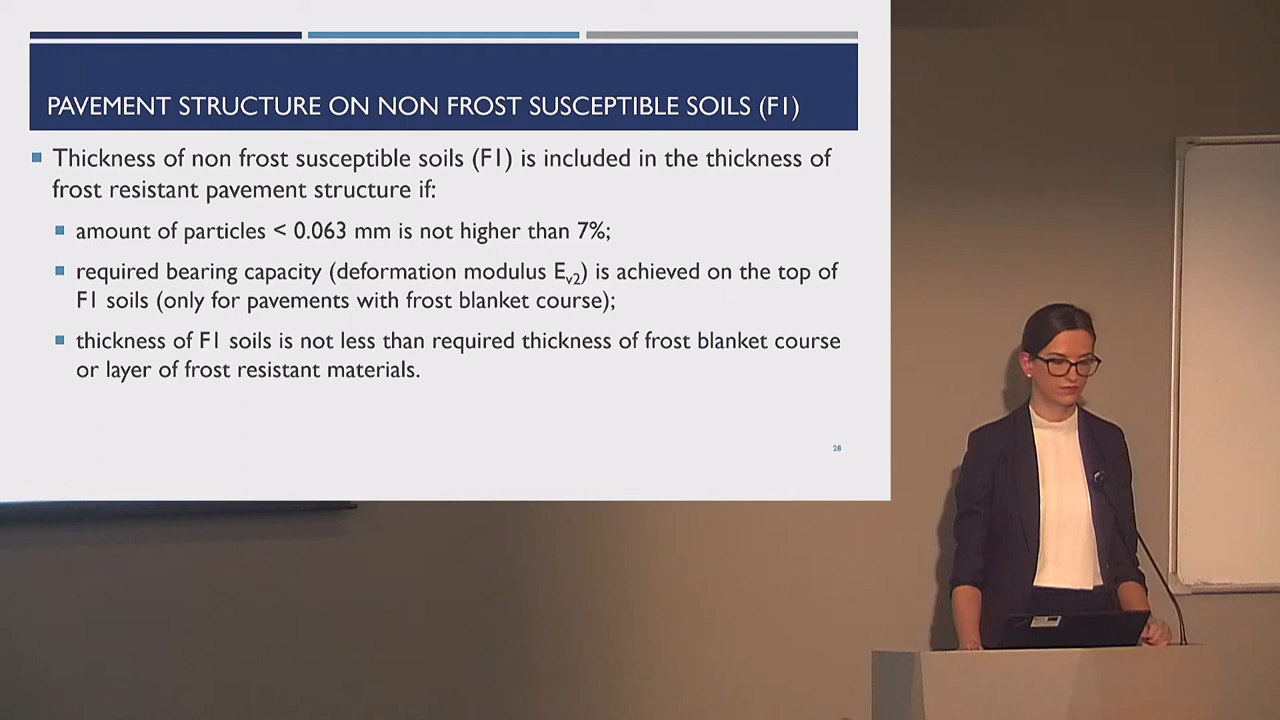 PAVEMENT STRUCTURE ON NON FROST SUSCEPTIBLE SOILS (F1)
Thickness of non frost susceptible soils (F1) is included in the thickness of
frost resistant pavement structure if:
amount of particles < 0.063 mm is not higher than 7%;
required bearing capacity (deformation modulus Ev2) is achieved on the top of
F1 soils (only for pavements with frost blanket course);
thickness of F1 soils is not less than required thickness of frost blanket course
or layer of frost resistant materials.
28